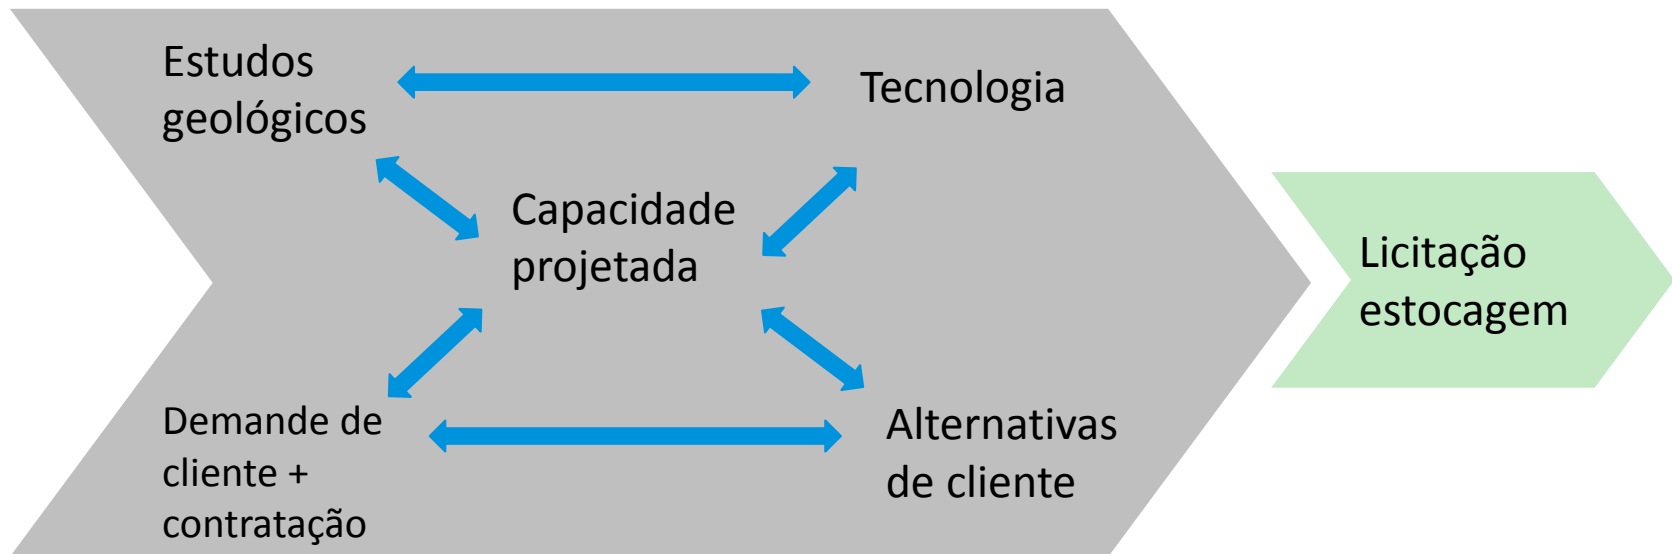 Estudos
geológicos
Tecnologia
Capacidade
projetada
Demande de
cliente +
contratação
Alternativas
de cliente
Licitação
estocagem